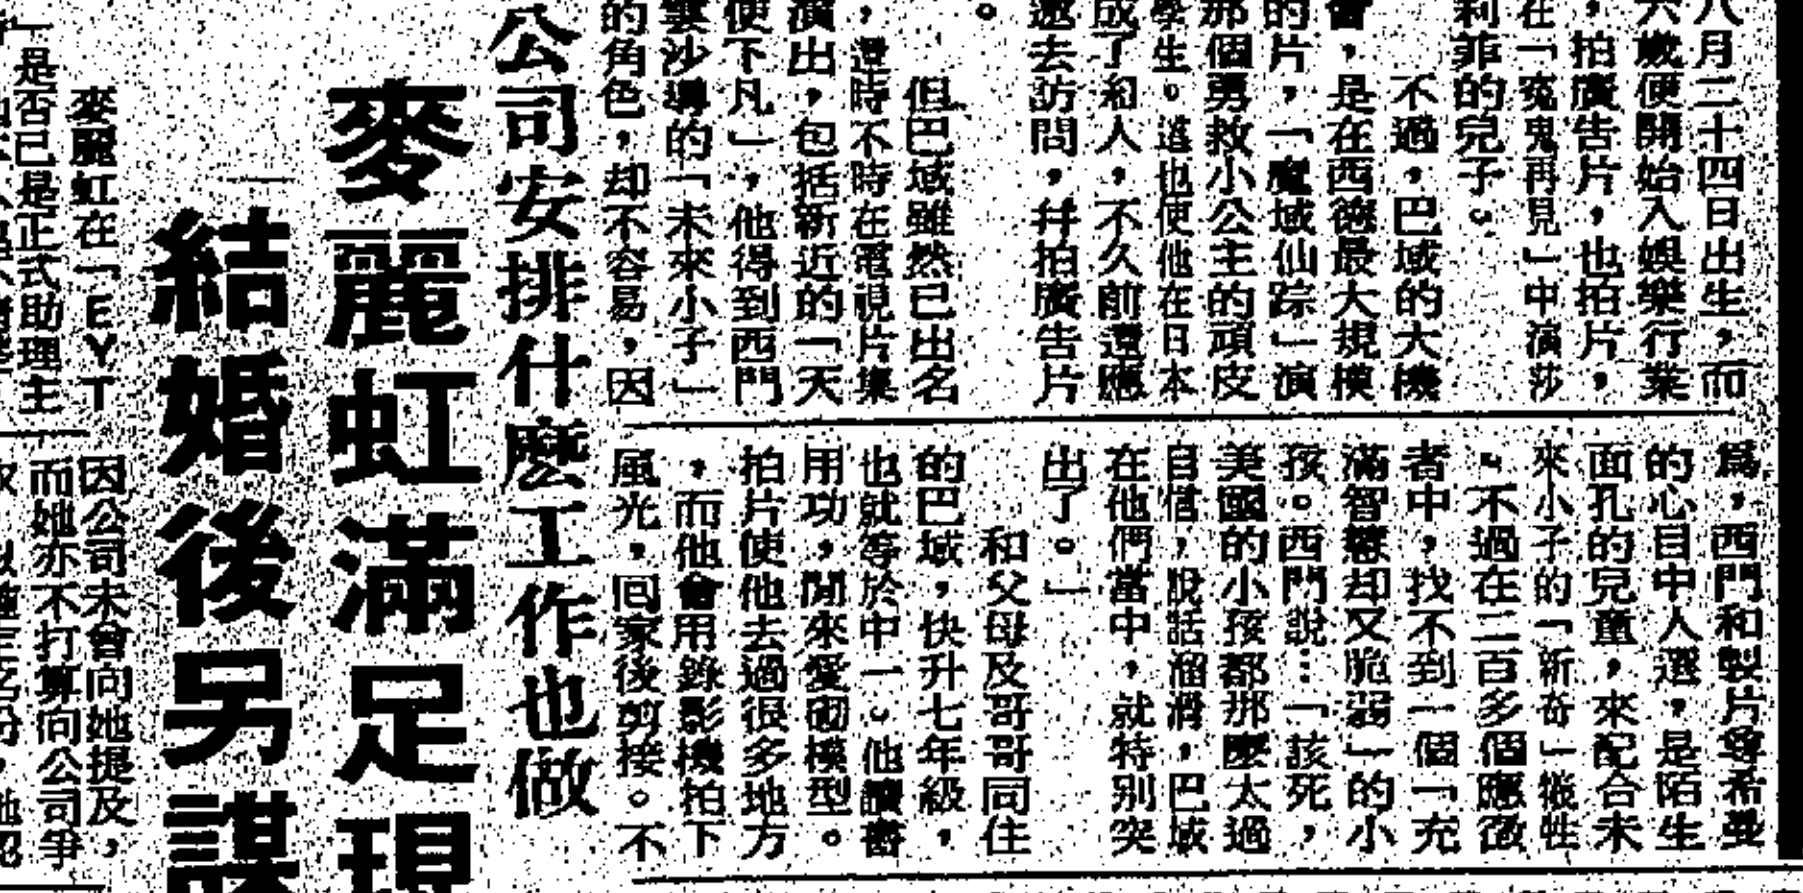 八月二十四日出生，而
六歲便開始入娛樂行業
，拍廣告片，也拍片，
在「寃鬼再見」中演莎
利菲的兒子。
不過，巴域的大機
會，是在西德最大規模
的片，「魔域仙踪」演
那個勇救小公主的頑皮
學生。這也使他在日本
成了紅人，不久前還應
邀去訪問，幷拍廣告片
。
但巴域雖然已出名
，還時不時在電視片集
演出，包括新近的「天
使下凡」，他得到西門
雲沙導的「未來小子」
的角色，却不容易，因
爲，西門和製片尊希亞
的心目中人選，是陌生
面孔的兒童，來配合未
來小子的「新奇」犧牲
。不過在二百多個應徵
者中，找不到一個「充
滿智慧却又脆弱」的小
孩。西門說：「該死，
美國的小孩都那麼太過
自信，說話溜滑，巴域
在他們當中，就特別突
出了。」
和父母及哥哥同住
的巴域，快升七年級，
也就等於中一。他讀書
用功，閒來愛砌模型。
拍片使他去過很多地方
，而他會用錄影機拍下
風光，回家後剪接。不
公司安排什麽工作也做
麥麗虹滿足現
結婚後另謀
麥麗虹在「EYT
」是否已是正式助理主
因公司未曾向她提及，
而她亦不打算向公司爭